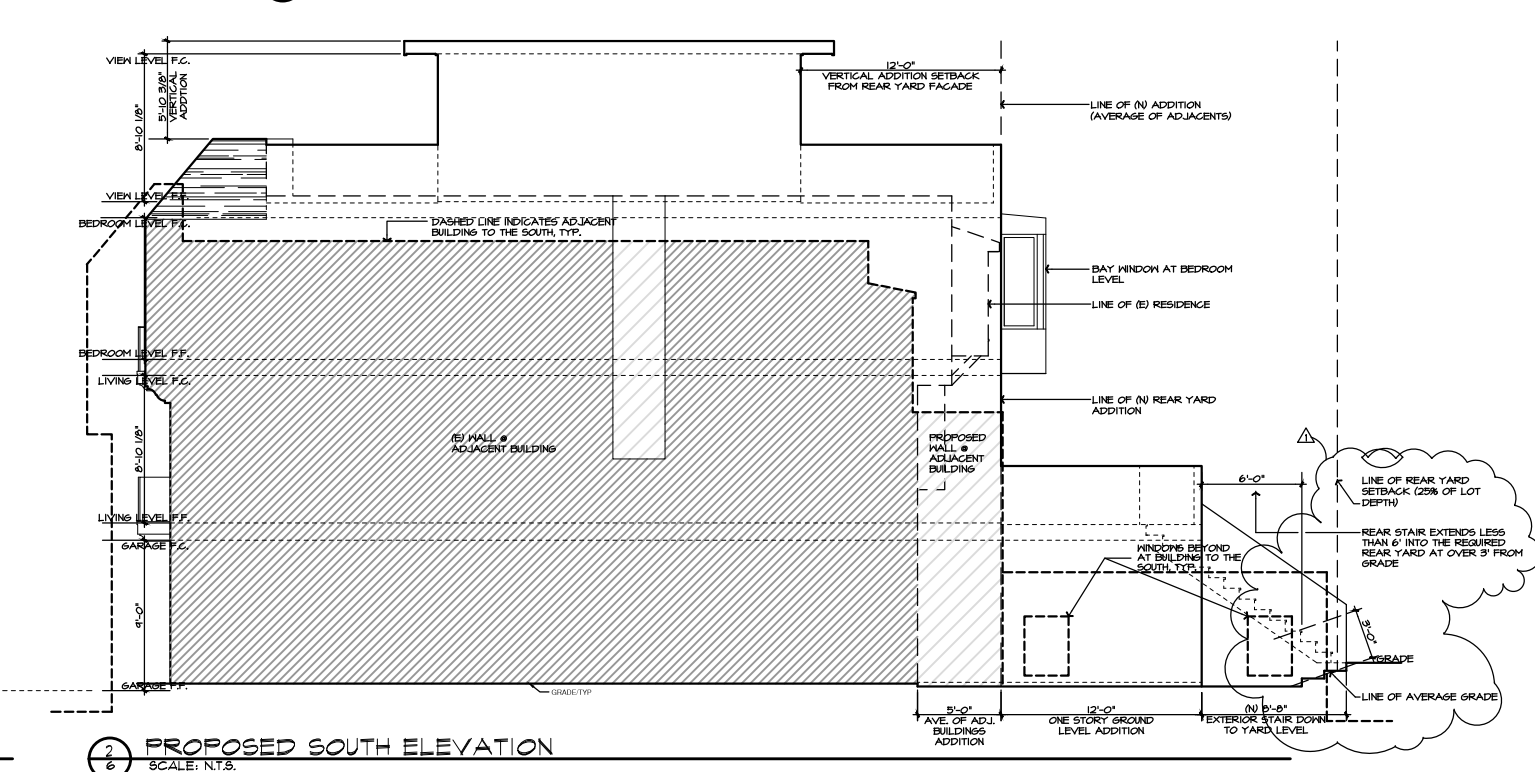 VIEW LEVEL F.C.
5'-10 3/8"
VERTICAL
ADDTION
8'-10 1/8"
12'-0"
VERTICAL ADDITION SETBACK
FROM REAR YARD FACADE
LINE OF (N) ADDITION
(AVERAGE OF ADJACENTS)
VIEW LEVEL F.F.
BEDROOM LEVEL F.C.
DASHED LINE INDICATES ADJACENT
BUILDING TO THE SOUTH, TYP.
BAY WINDOW AT BEDROOM
LEVEL
LINE OF (E) RESIDENCE
BEDROOM LEVEL F.F.
LIVING LEVEL F.C.
LINE OF (N) REAR YARD
ADDITION
8'-10 1/8"
(E) WALL @
ADJACENT BUILDING
PROPOSED
WALL @
ADJACENT
BUILDING
1
6'-0"
LINE OF REAR YARD
SETBACK (25% OF LOT
DEPTH)
LIVING LEVEL F.F.
GARAGE F.C.
REAR STAIR EXTENDS LESS
THAN 6' INTO THE REQUIRED
REAR YARD AT OVER 3' FROM
GRADE
WINDOWS BEYOND
AT BUILDING TO THE
SOUTH, TYP.
9'-0"
3'-0"
GRADE
GARAGE F.F.
GRADE/TYP
LINE OF AVERAGE GRADE
5'-0"
AVE. OF ADJ.
BUILDINGS
ADDITION
12'-0"
ONE STORY GROUND
LEVEL ADDITION
(N) 8'-8"
EXTERIOR STAIR DOWN
TO YARD LEVEL
2
6
PROPOSED SOUTH ELEVATION
SCALE: N.T.S.